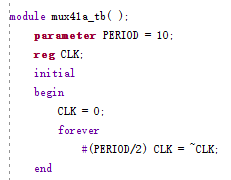 module mux41a_tb( );
parameter PERIOD = 10;
reg CLK;
initial
begin
CLK = 0;
forever
#(PERIOD/2) CLK = ~CLK;
end